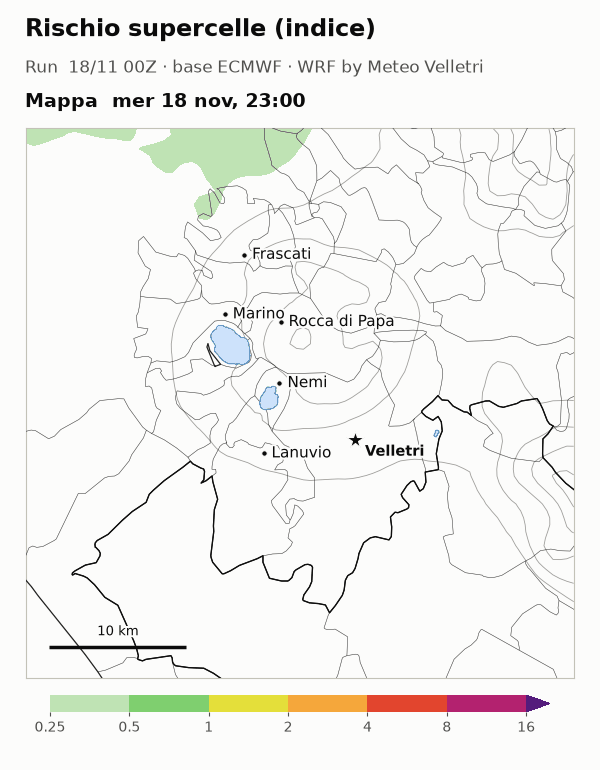 Rischio supercelle (indice)
Run  18/11 00Z · base ECMWF · WRF by Meteo Velletri
Mappa  mer 18 nov, 23:00
Frascati
Marino
Rocca di Papa
Nemi
Velletri
Lanuvio
10 km
0.25 0.5 1 2 4 8 16